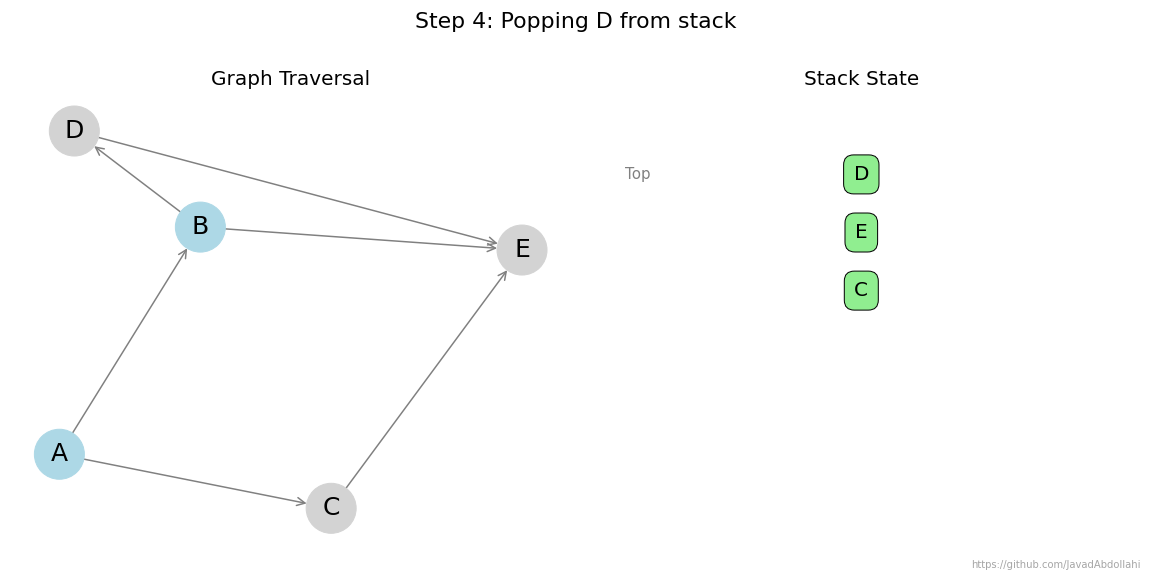 Step 4: Popping D from stack
Graph Traversal
Stack State
D
B
E
A
C
Top
D
E
C
https://github.com/JavadAbdollahi